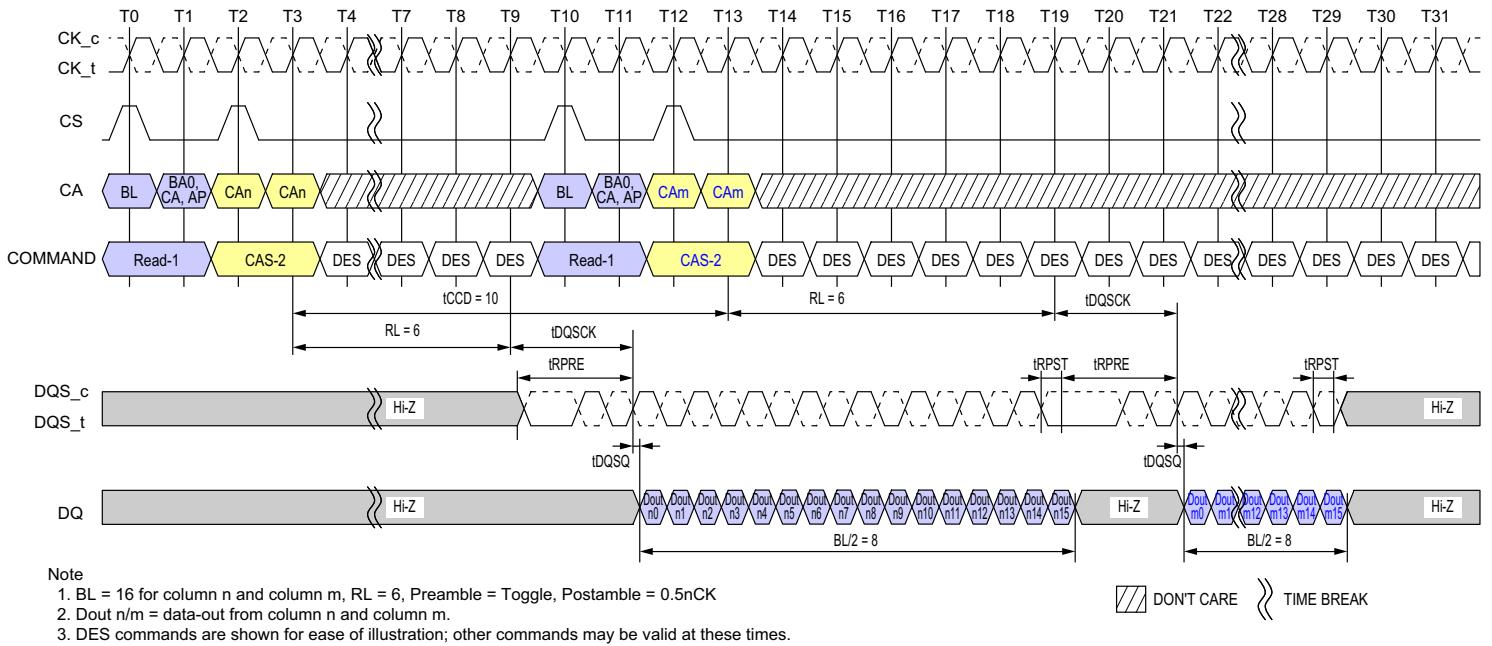 T0 T1 T2 T3 T4 T7 T8 T9 T10 T11 T12 T13 T14 T15 T16 T17 T18 T19 T20 T21 T22 T28 T29 T30 T31
CK_c
CK_t
CS
CA BL BA0, CA, AP CAn CAn BL BA0, CA, AP CAm CAm
COMMAND Read-1 CAS-2 DES DES DES DES Read-1 CAS-2 DES DES DES DES DES DES DES DES DES DES DES DES DES
tCCD = 10 RL = 6 tDQSCK
RL = 6 tDQSCK
tRPRE tRPST tRPRE tRPST
DQS_c
DQS_t
Hi-Z Hi-Z
tDQSQ tDQSQ
DQ Hi-Z Dout n0 Dout n1 Dout n2 Dout n3 Dout n4 Dout n5 Dout n6 Dout n7 Dout n8 Dout n9 Dout n10 Dout n11 Dout n12 Dout n13 Dout n14 Dout n15 Hi-Z Dout m0 Dout m1 Dout m12 Dout m13 Dout m14 Dout m15 Hi-Z
BL/2 = 8 BL/2 = 8
Note
1. BL = 16 for column n and column m, RL = 6, Preamble = Toggle, Postamble = 0.5nCK
2. Dout n/m = data-out from column n and column m.
3. DES commands are shown for ease of illustration; other commands may be valid at these times.
DON'T CARE TIME BREAK